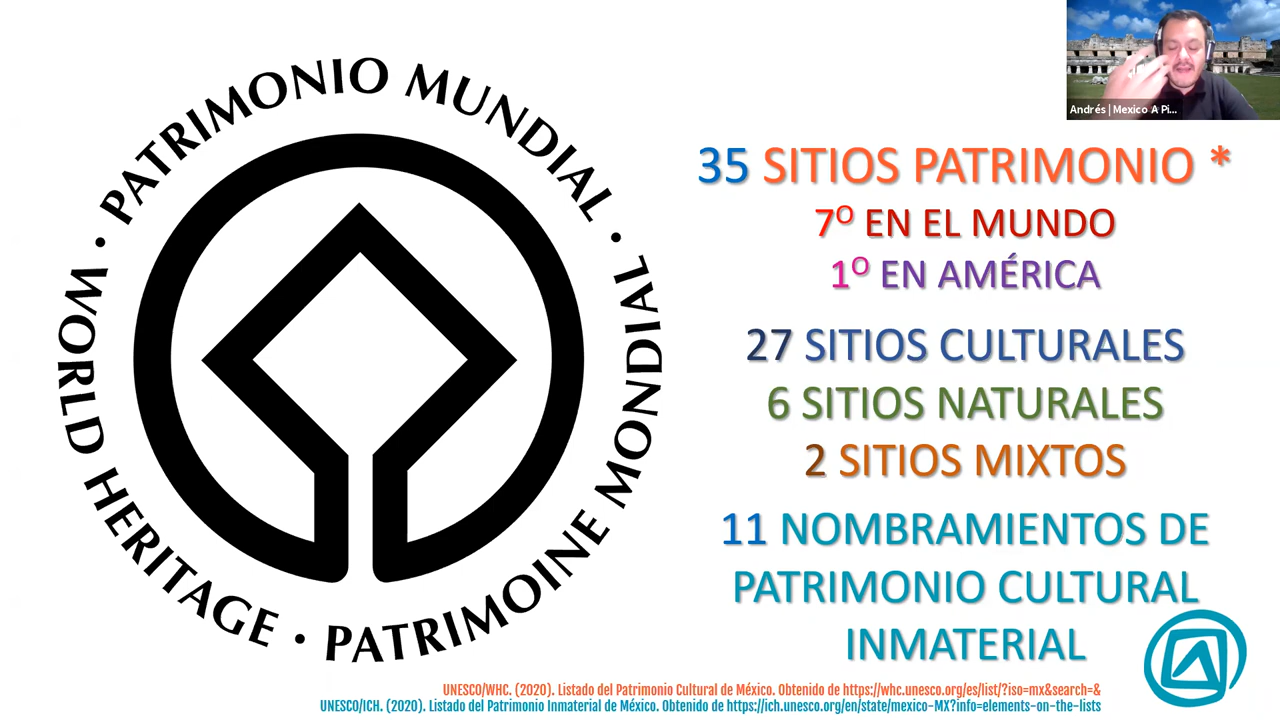 PATRIMONIO MUNDIAL · WORLD HERITAGE · PATRIMOINE MONDIAL ·
Andrés | Mexico A Pi...
35 SITIOS PATRIMONIO *
7º EN EL MUNDO
1º EN AMÉRICA
27 SITIOS CULTURALES
6 SITIOS NATURALES
2 SITIOS MIXTOS
11 NOMBRAMIENTOS DE
PATRIMONIO CULTURAL
INMATERIAL
UNESCO/WHC. (2020). Listado del Patrimonio Cultural de México. Obtenido de https://whc.unesco.org/es/list/?iso=mx&search=&
UNESCO/ICH. (2020). Listado del Patrimonio Inmaterial de México. Obtenido de https://ich.unesco.org/en/state/mexico-MX?info=elements-on-the-lists